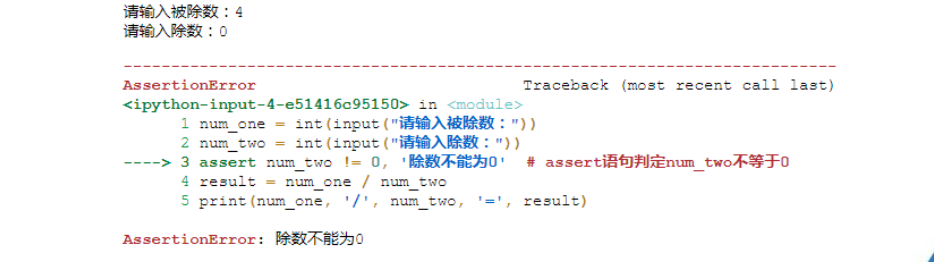 请输入被除数：4
请输入除数：0
---------------------------------------------------------------------------
AssertionError                            Traceback (most recent call last)
<ipython-input-4-e51416c95150> in <module>
      1 num_one = int(input("请输入被除数："))
      2 num_two = int(input("请输入除数："))
----> 3 assert num_two != 0, '除数不能为0'  # assert语句判定num_two不等于0
      4 result = num_one / num_two
      5 print(num_one, '/', num_two, '=', result)
AssertionError: 除数不能为0